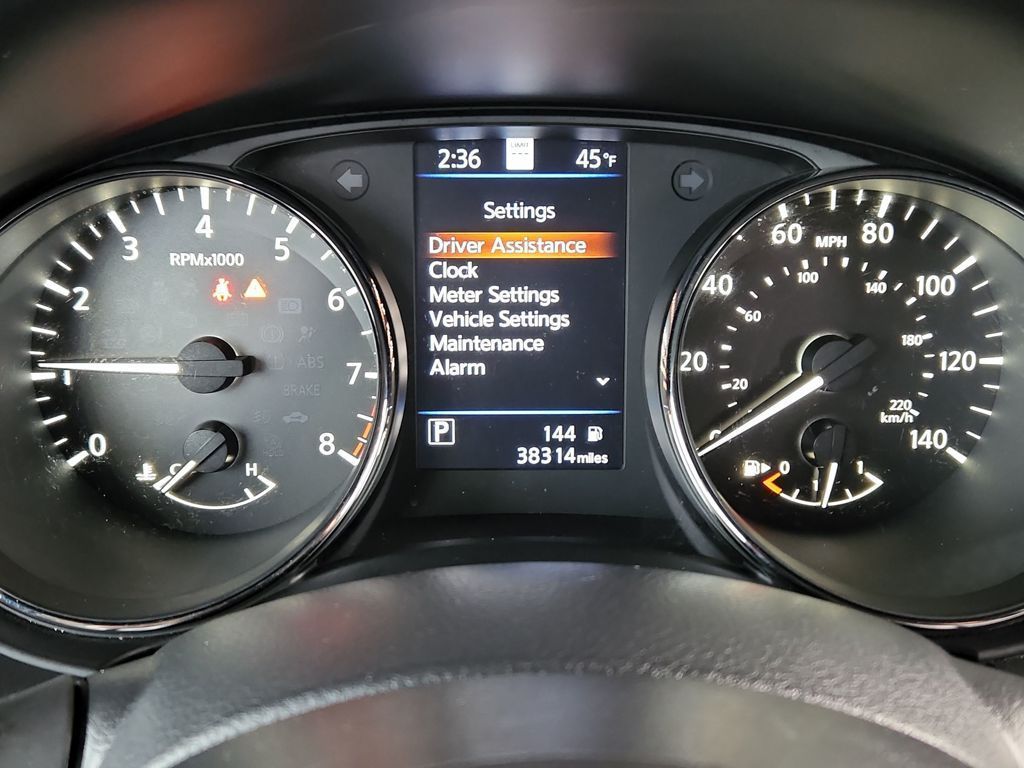 2:36 LIMIT --- 45°F
Settings
Driver Assistance
Clock
Meter Settings
Vehicle Settings
Maintenance
Alarm
P 144
38314 miles
0 1 2 3 4 5 6 7 8
RPMx1000
ABS
BRAKE
C H
0 20 40 60 80 100 120 140
MPH
20 60 100 140 180 220
km/h
0 1